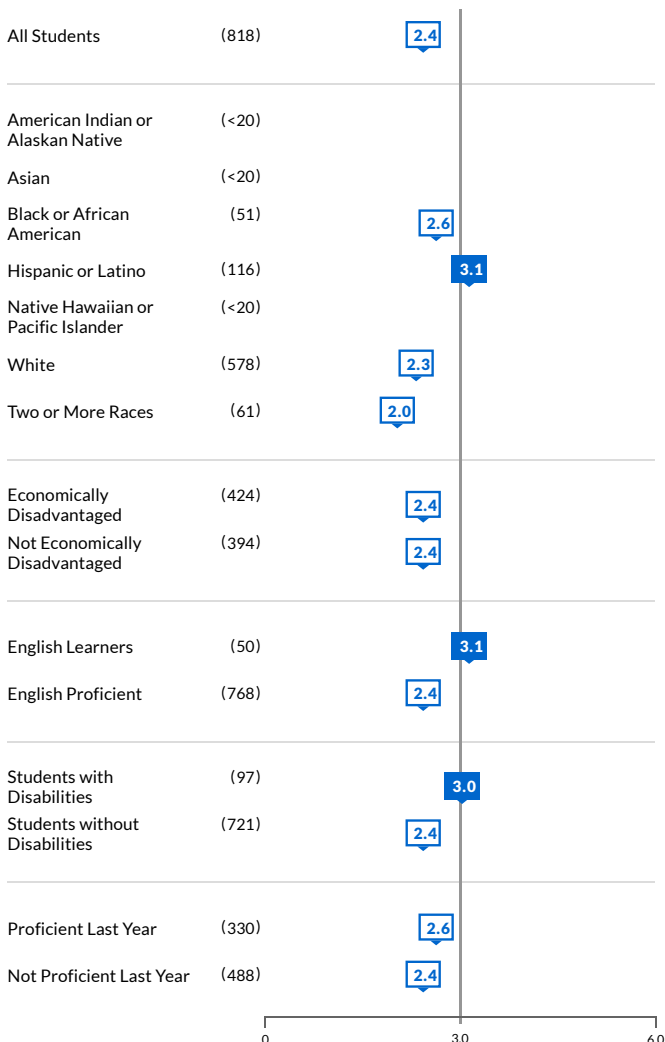 All Students (818) 2.4
American Indian or (<20)
Alaskan Native
Asian (<20)
Black or African (51) 2.6
American
Hispanic or Latino (116) 3.1
Native Hawaiian or (<20)
Pacific Islander
White (578) 2.3
Two or More Races (61) 2.0
Economically (424) 2.4
Disadvantaged
Not Economically (394) 2.4
Disadvantaged
English Learners (50) 3.1
English Proficient (768) 2.4
Students with (97) 3.0
Disabilities
Students without (721) 2.4
Disabilities
Proficient Last Year (330) 2.6
Not Proficient Last Year (488) 2.4
0 3.0 6.0